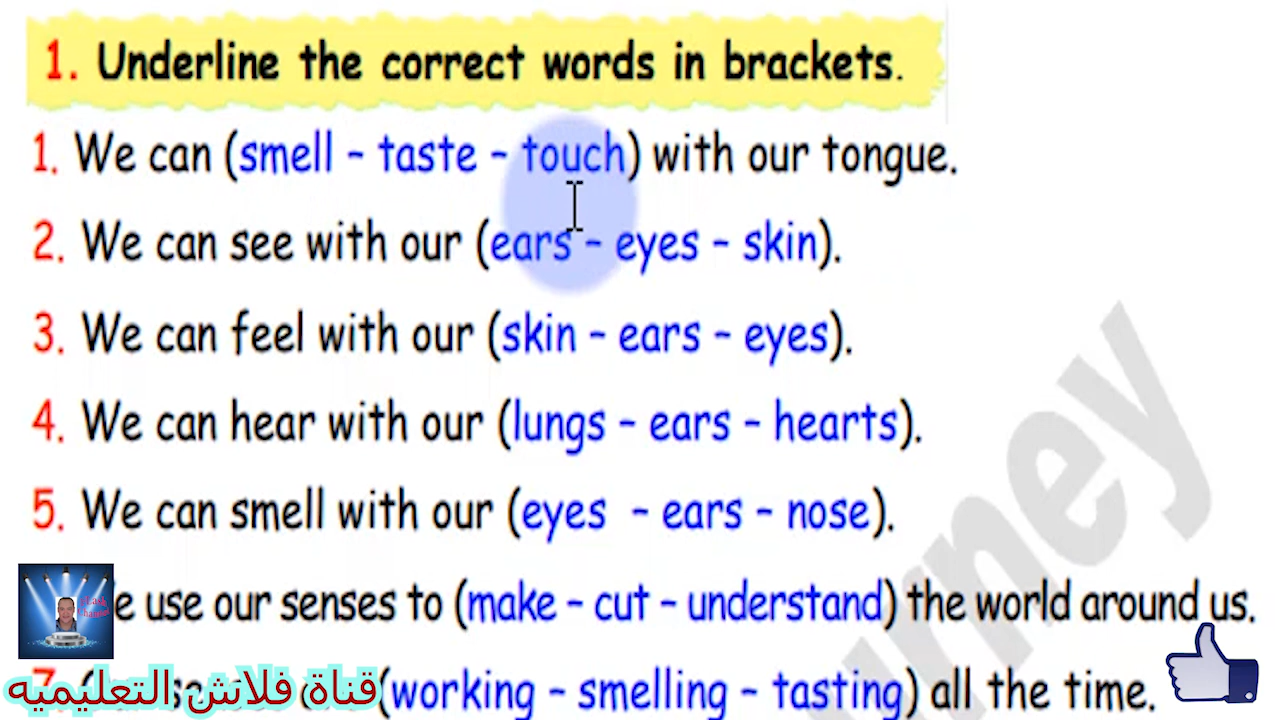 1. Underline the correct words in brackets.
1. We can (smell – taste – touch) with our tongue.
2. We can see with our (ears – eyes – skin).
3. We can feel with our (skin – ears – eyes).
4. We can hear with our (lungs – ears – hearts).
5. We can smell with our (eyes – ears – nose).
use our senses to (make – cut – understand) the world around us.
(working – smelling – tasting) all the time.
قناة فلاش التعليميه
urney